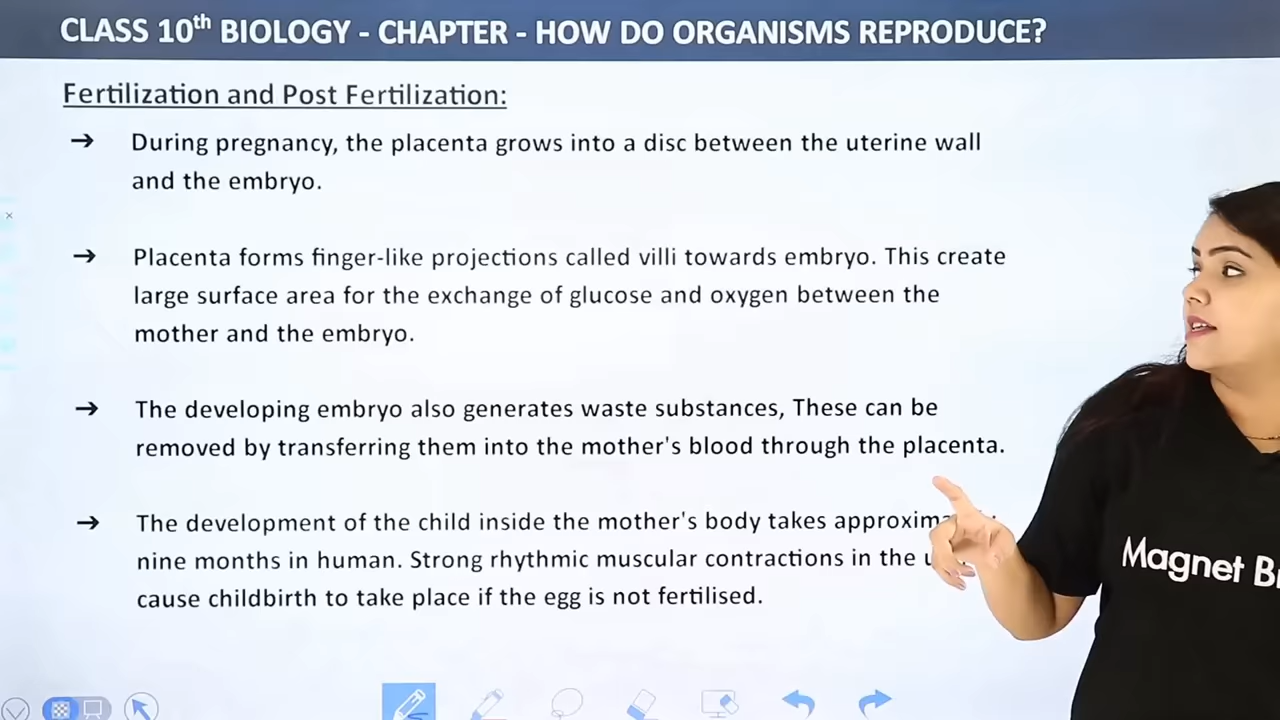 CLASS 10th BIOLOGY - CHAPTER - HOW DO ORGANISMS REPRODUCE?
Fertilization and Post Fertilization:
→ During pregnancy, the placenta grows into a disc between the uterine wall
and the embryo.
→ Placenta forms finger-like projections called villi towards embryo. This create
large surface area for the exchange of glucose and oxygen between the
mother and the embryo.
→ The developing embryo also generates waste substances, These can be
removed by transferring them into the mother's blood through the placenta.
→ The development of the child inside the mother's body takes
nine months in human. Strong rhythmic muscular contractions in the
cause childbirth to take place if the egg is not fertilised.
Magnet